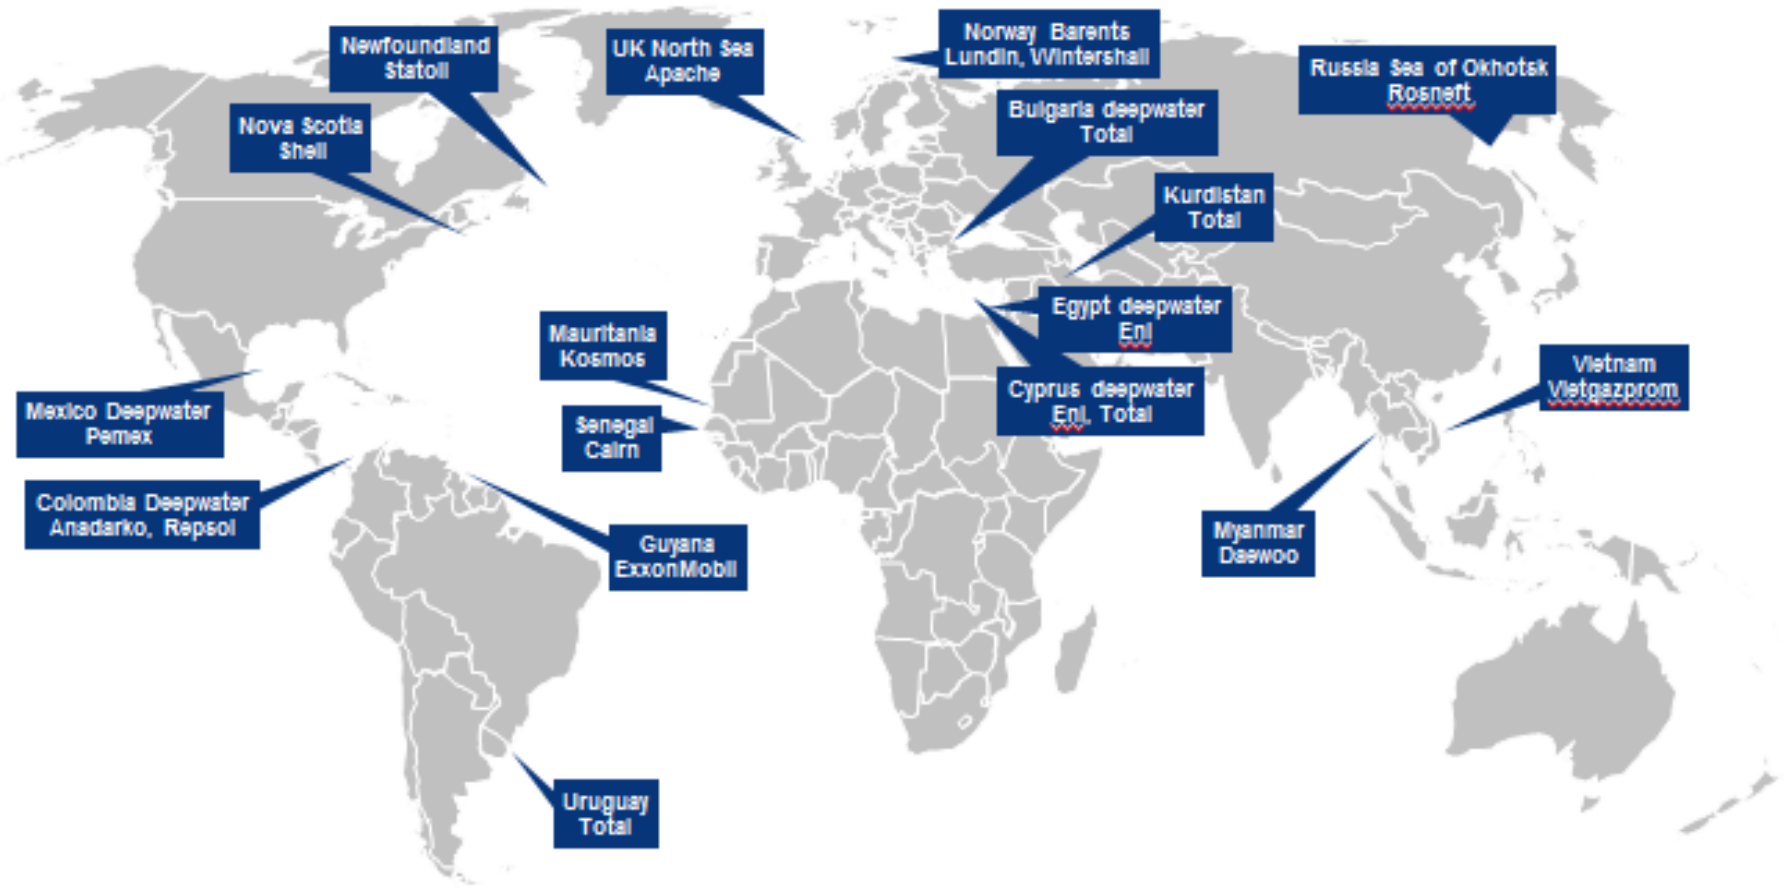 Newfoundland
Statoil
UK North Sea
Apache
Norway Barents
Lundin, Wintershall
Russia Sea of Okhotsk
Rosneft
Nova Scotia
Shell
Bulgaria deepwater
Total
Kurdistan
Total
Egypt deepwater
Eni
Mauritania
Kosmos
Vietnam
Vietgazprom
Cyprus deepwater
Eni, Total
Mexico Deepwater
Pemex
Senegal
Cairn
Colombia Deepwater
Anadarko, Repsol
Myanmar
Daewoo
Guyana
ExxonMobil
Uruguay
Total